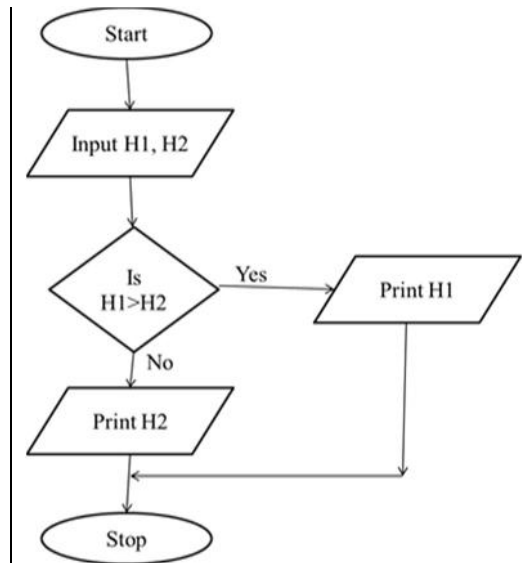 Start
Input H1, H2
Is
H1>H2
Yes
Print H1
No
Print H2
Stop